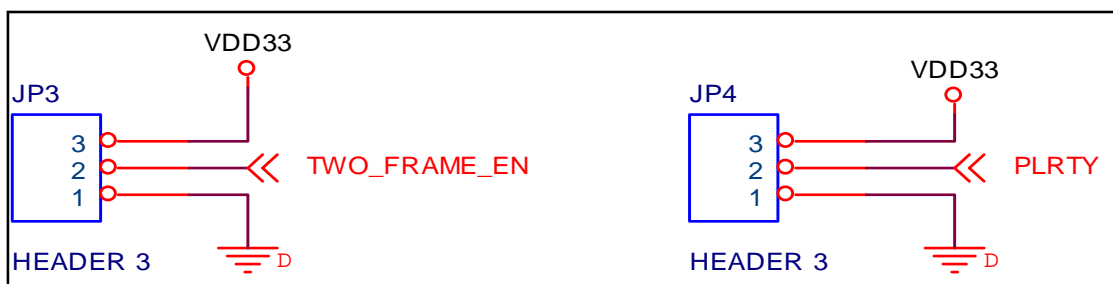 VDD33
JP3
3
2
1
TWO_FRAME_EN
D
HEADER 3
VDD33
JP4
3
2
1
PLRTY
D
HEADER 3